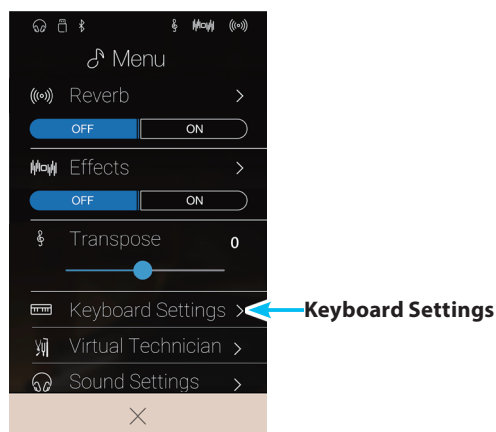 Menu
Reverb
OFF ON
Effects
OFF ON
Transpose 0
Keyboard Settings
Keyboard Settings
Virtual Technician
Sound Settings